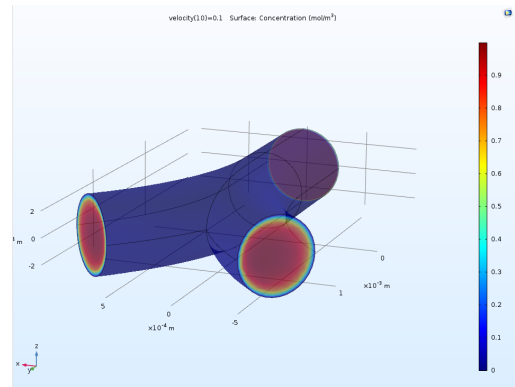 velocity(10)=0.1 Surface: Concentration (mol/m³)
0.9
0.8
0.7
0.6
0.5
0.4
0.3
0.2
0.1
0
2
0
-2
m
5
0
-5
×10⁻⁴ m
0
1
×10⁻³ m
z
x
y